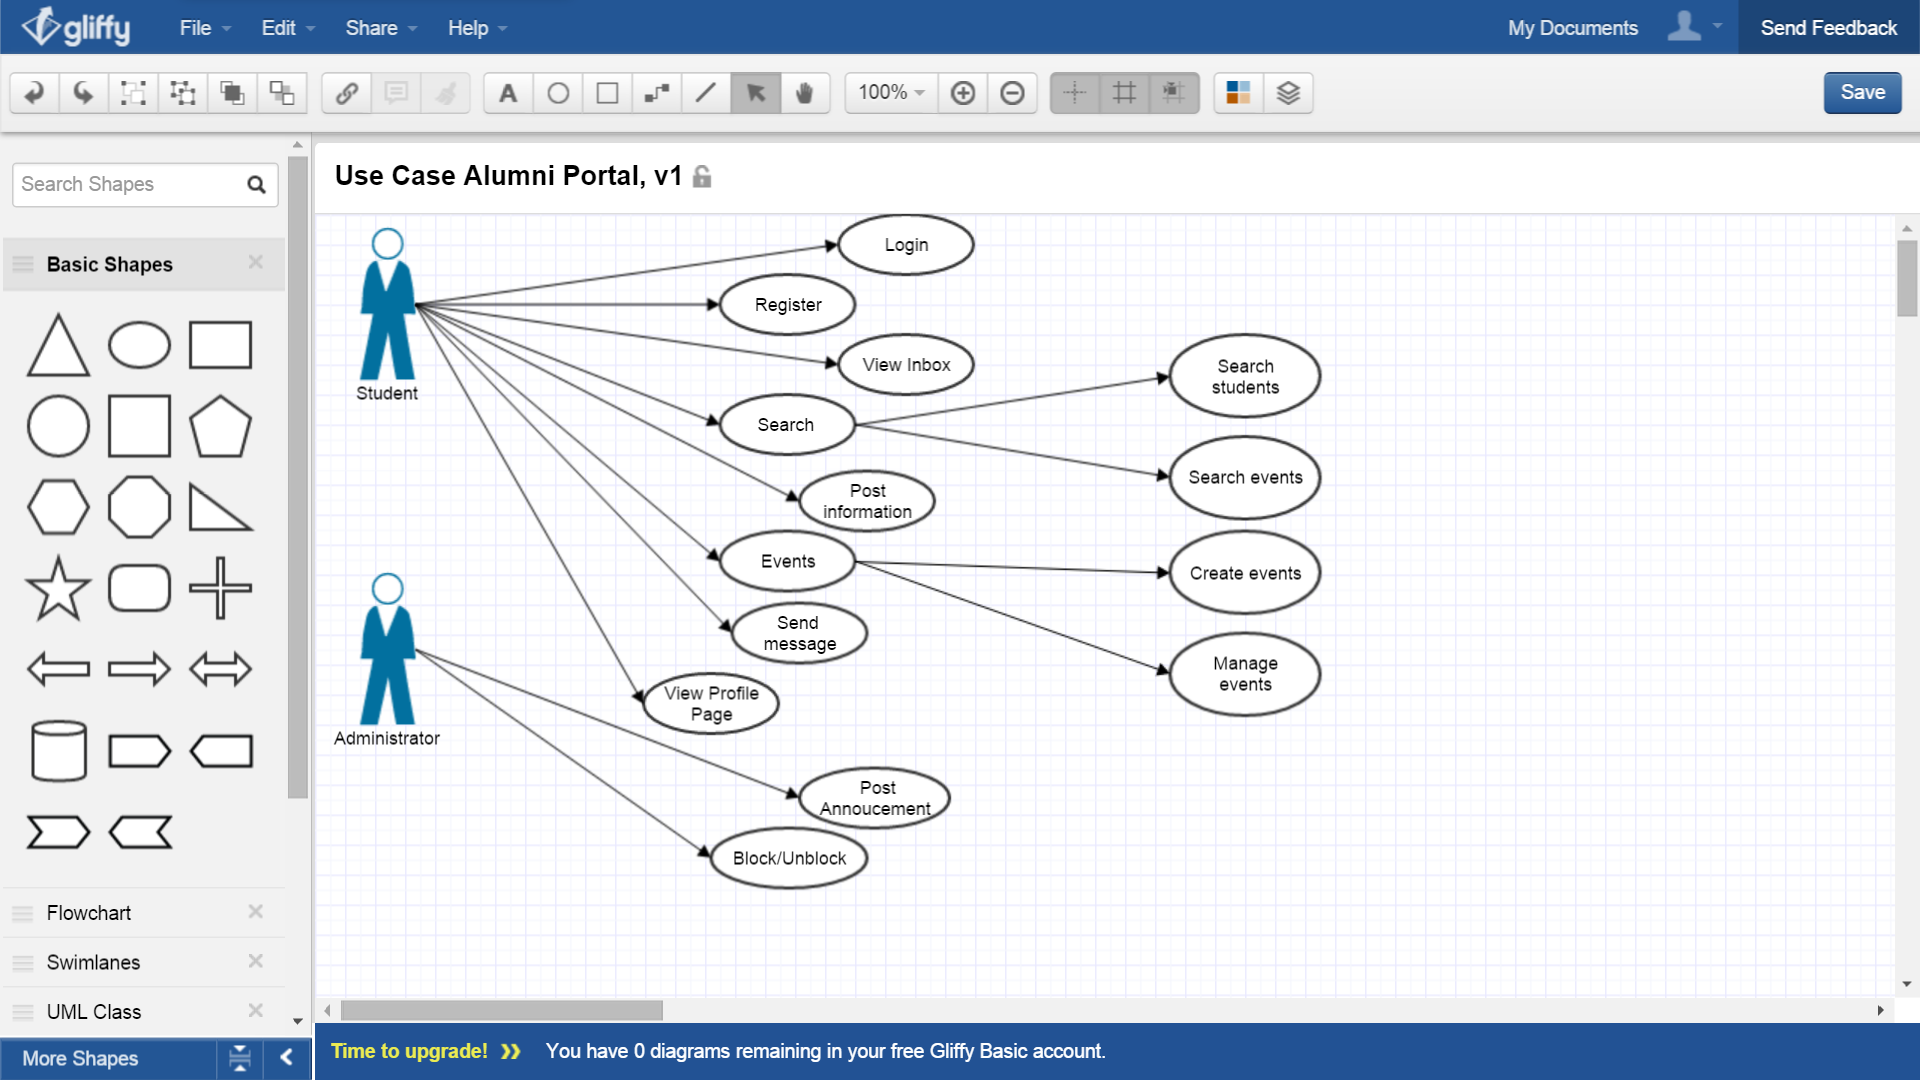 gliffy
File
Edit
Share
Help
My Documents
Send Feedback
A
100%
Save
Search Shapes
Use Case Alumni Portal, v1
Basic Shapes
Login
Register
View Inbox
Search
students
Student
Search
Search events
Post
information
Events
Create events
Send
message
Manage
events
View Profile
Page
Administrator
Post
Annoucement
Block/Unblock
Flowchart
Swimlanes
UML Class
More Shapes
Time to upgrade! You have 0 diagrams remaining in your free Gliffy Basic account.